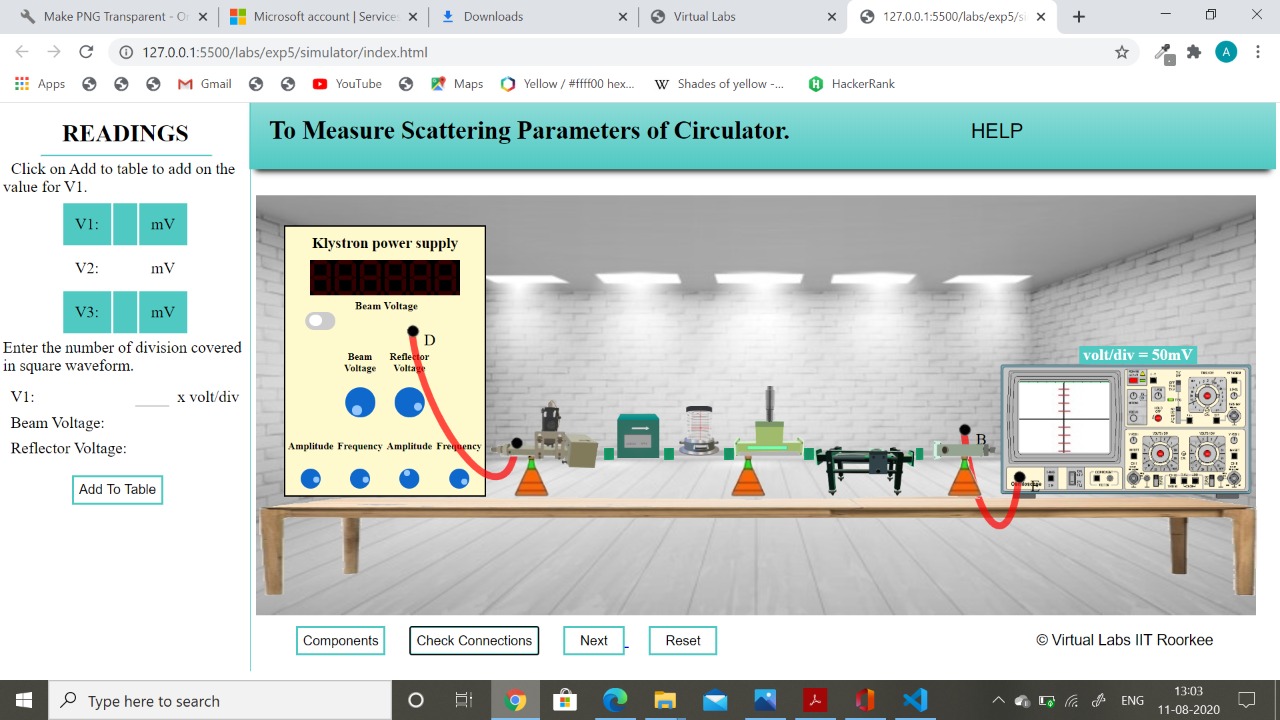 Make PNG Transparent - Or
Microsoft account | Services
Downloads
Virtual Labs
127.0.0.1:5500/labs/exp5/si
127.0.0.1:5500/labs/exp5/simulator/index.html
A
Apps
Gmail
YouTube
Maps
Yellow / #ffff00 hex...
W Shades of yellow -...
HackerRank
READINGS
Click on Add to table to add on the
value for V1.
V1: mV
V2: mV
V3: mV
Enter the number of division covered
in square waveform.
V1: ____ x volt/div
Beam Voltage:
Reflector Voltage:
Add To Table
To Measure Scattering Parameters of Circulator.
HELP
Klystron power supply
Beam Voltage
D
Beam
Voltage
Reflector
Voltage
Amplitude Frequency Amplitude Frequency
B
volt/div = 50mV
E
Components
Check Connections
Next
Reset
© Virtual Labs IIT Roorkee
Type here to search
ENG
13:03
11-08-2020